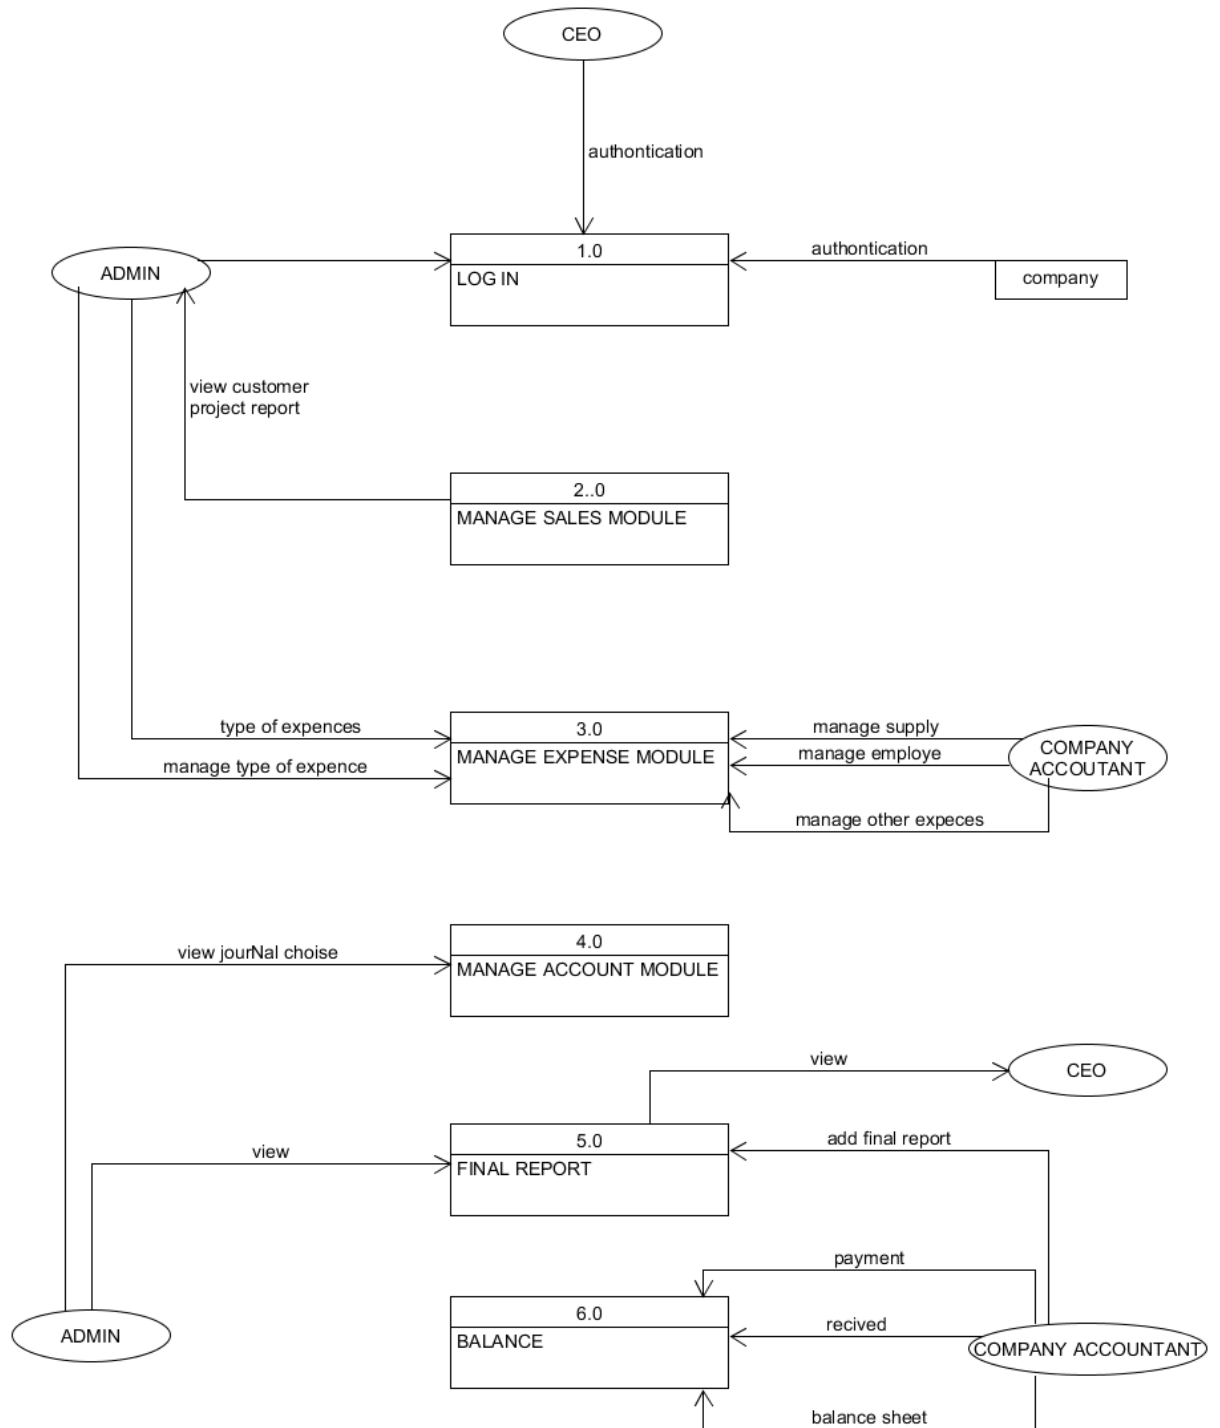 CEO
authontication
1.0
authontication
ADMIN
LOG IN
company
view customer
project report
2..0
MANAGE SALES MODULE
type of expences
3.0
manage supply
manage type of expence
MANAGE EXPENSE MODULE
manage employe
COMPANY
ACCOUTANT
manage other expeces
view jourNal choise
4.0
MANAGE ACCOUNT MODULE
view
CEO
view
5.0
add final report
FINAL REPORT
payment
6.0
recived
ADMIN
BALANCE
COMPANY ACCOUNTANT
balance sheet